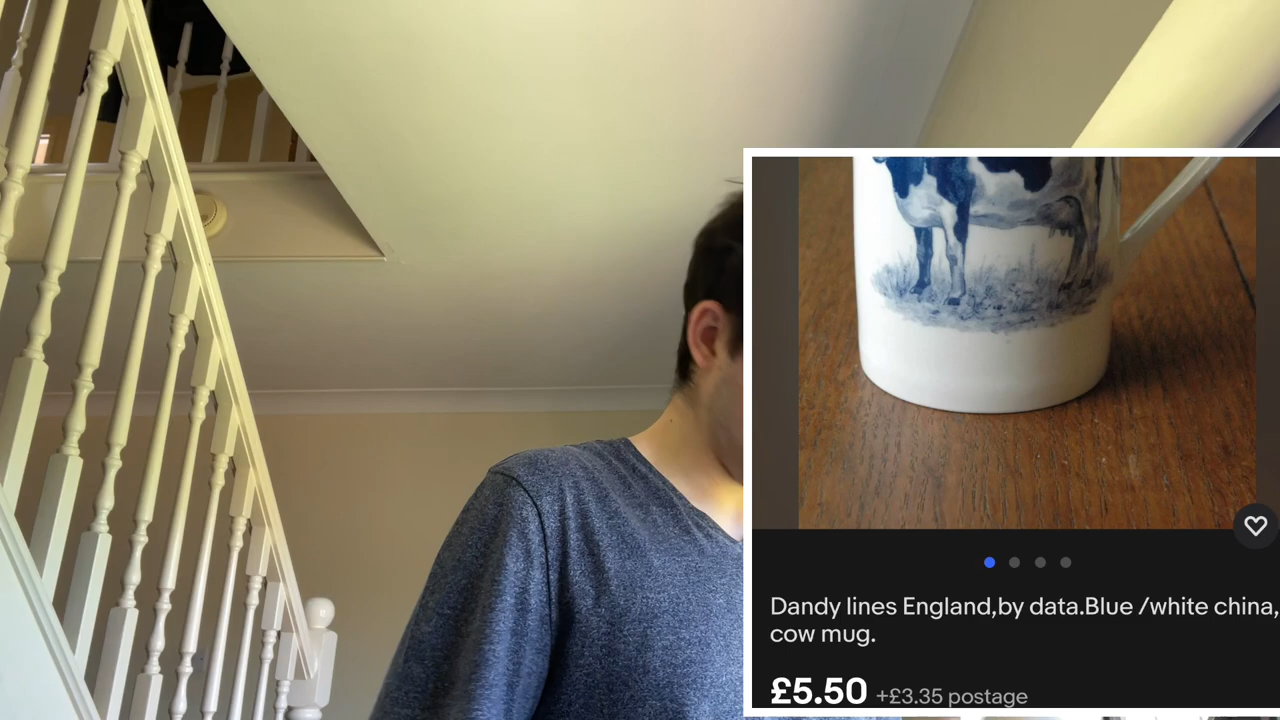 Dandy lines England,by data.Blue /white china,
cow mug.
£5.50 +£3.35 postage